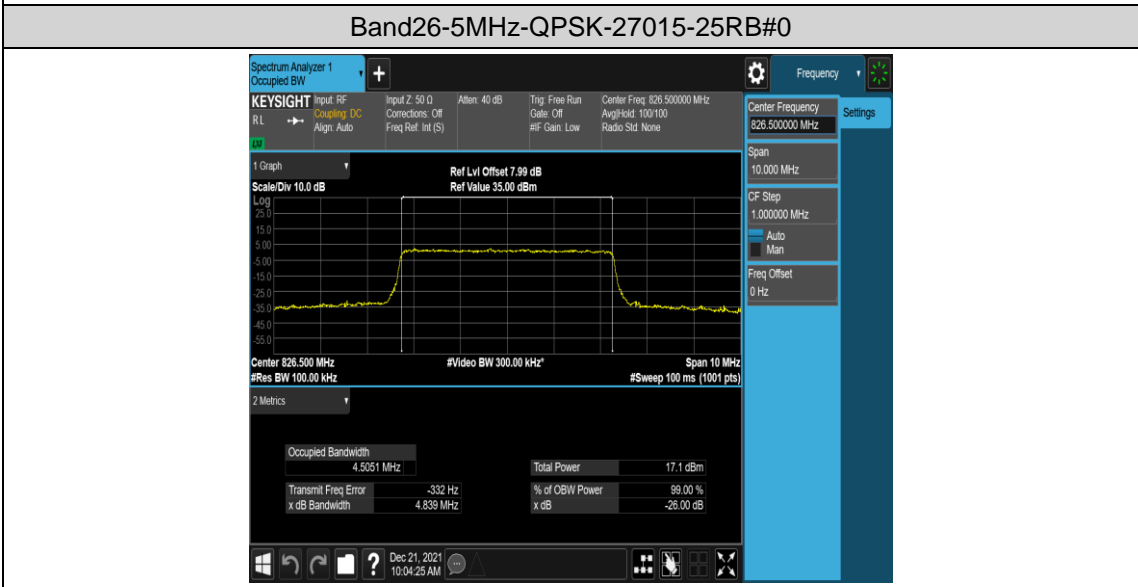 Band26-5MHz-QPSK-27015-25RB#0
Spectrum Analyzer 1
Occupied BW
+
Frequency
KEYSIGHT
RL
Input: RF
Coupling: DC
Align: Auto
Input Z: 50 Ω
Corrections: Off
Freq Ref: Int (S)
Atten: 40 dB
Trig: Free Run
Gate: Off
#IF Gain: Low
Center Freq: 826.500000 MHz
Avg|Hold: 100/100
Radio Std: None
Center Frequency
826.500000 MHz
Settings
Span
10.000 MHz
CF Step
1.000000 MHz
Auto
Man
Freq Offset
0 Hz
1 Graph
Ref Lvl Offset 7.99 dB
Scale/Div 10.0 dB
Ref Value 35.00 dBm
Log
25.0
15.0
5.00
-5.00
-15.0
-25.0
-35.0
-45.0
-55.0
Center 826.500 MHz
#Video BW 300.00 kHz*
Span 10 MHz
#Res BW 100.00 kHz
#Sweep 100 ms (1001 pts)
2 Metrics
Occupied Bandwidth
4.5051 MHz
Total Power 17.1 dBm
Transmit Freq Error -332 Hz
% of OBW Power 99.00 %
x dB Bandwidth 4.839 MHz
x dB -26.00 dB
?
Dec 21, 2021
10:04:25 AM